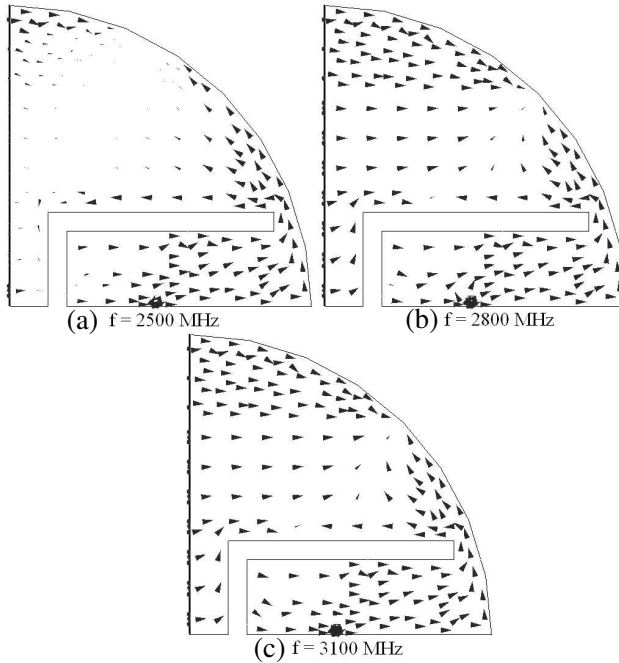 (a) f = 2500 MHz
(b) f = 2800 MHz
(c) f = 3100 MHz